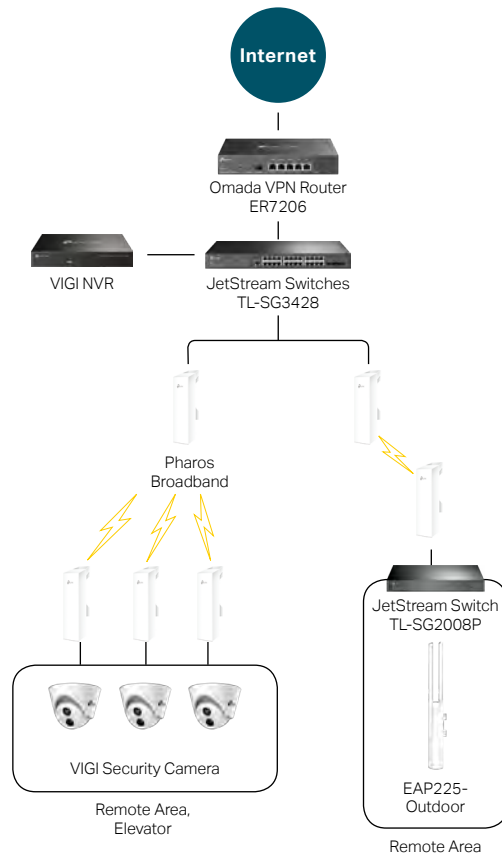 Internet
Omada VPN Router
ER7206
VIGI NVR
JetStream Switches
TL-SG3428
Pharos
Broadband
JetStream Switch
TL-SG2008P
VIGI Security Camera
EAP225-
Outdoor
Remote Area,
Elevator
Remote Area